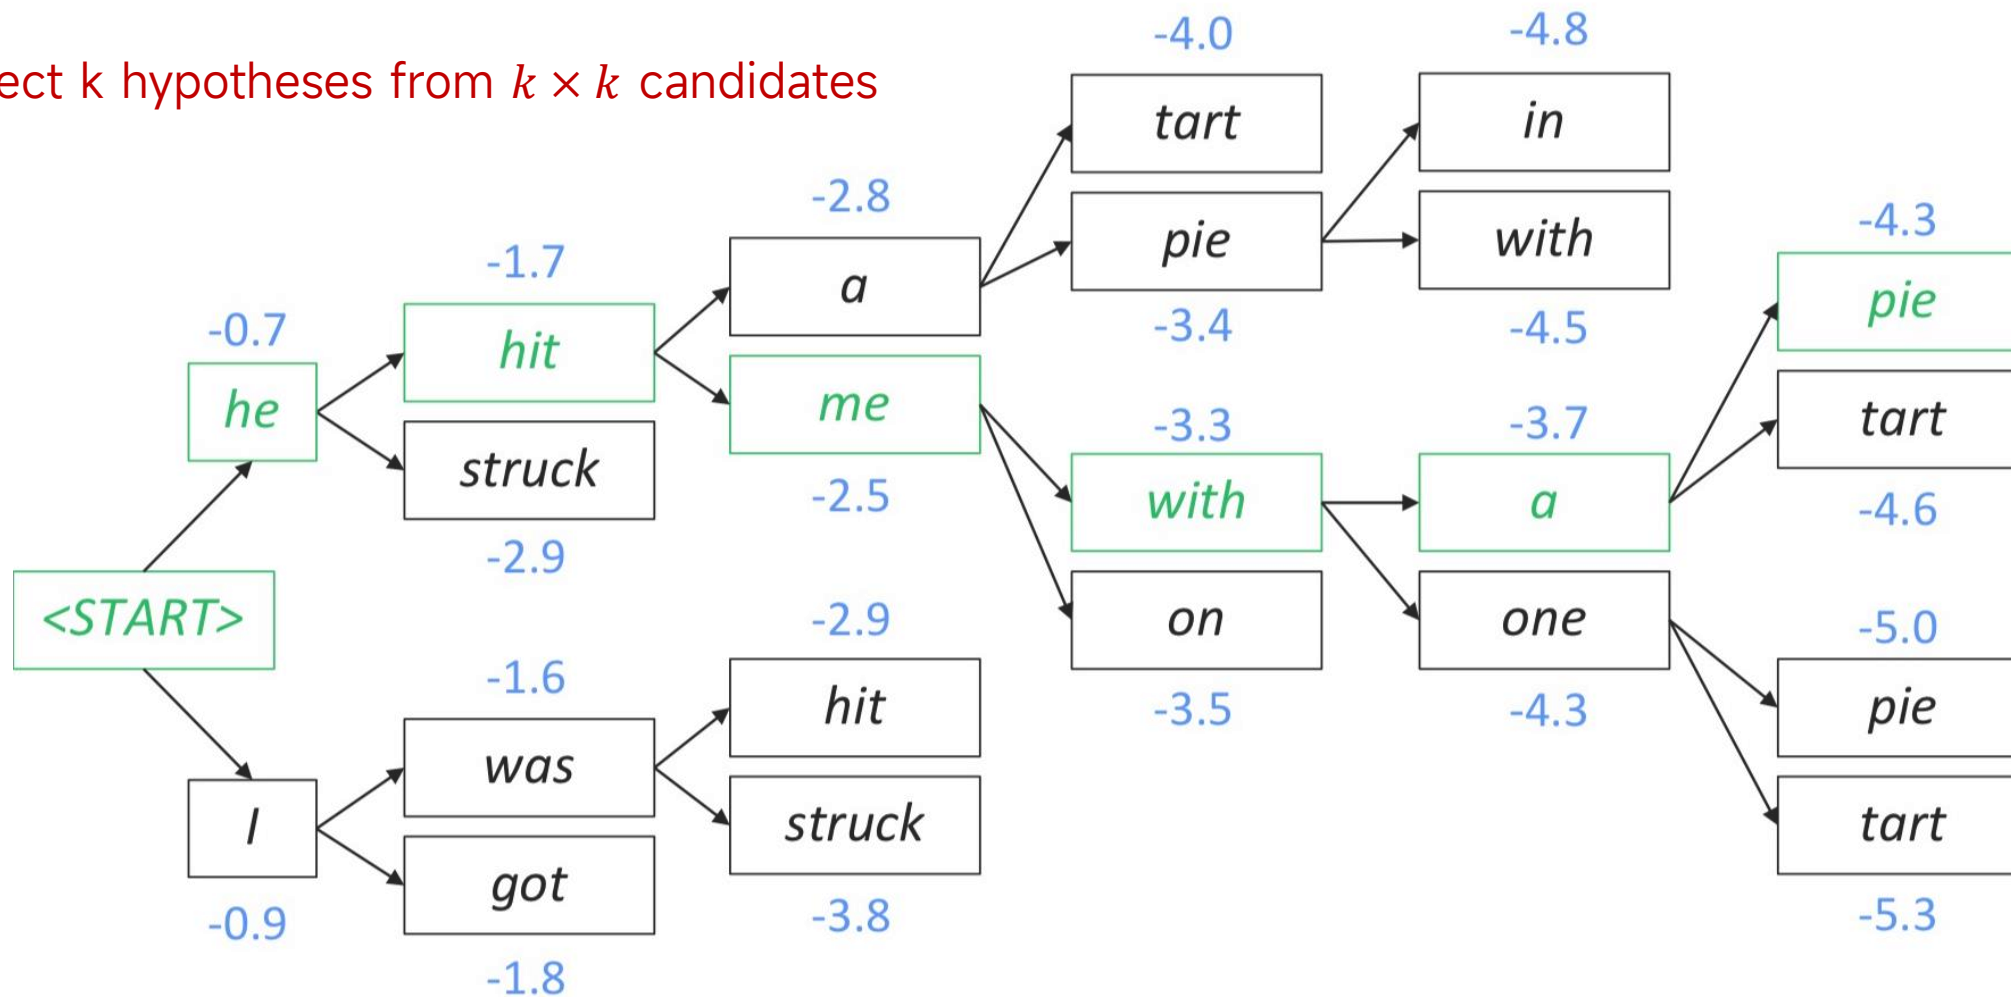 ect k hypotheses from k × k candidates
<START>
-0.7
he
I
-0.9
-1.7
hit
struck
-2.9
-1.6
was
got
-1.8
-2.8
a
me
-2.5
-2.9
hit
struck
-3.8
-4.0
tart
pie
-3.4
-3.3
with
on
-3.5
-4.8
in
with
-4.5
-3.7
a
one
-4.3
-4.3
pie
tart
-4.6
-5.0
pie
tart
-5.3